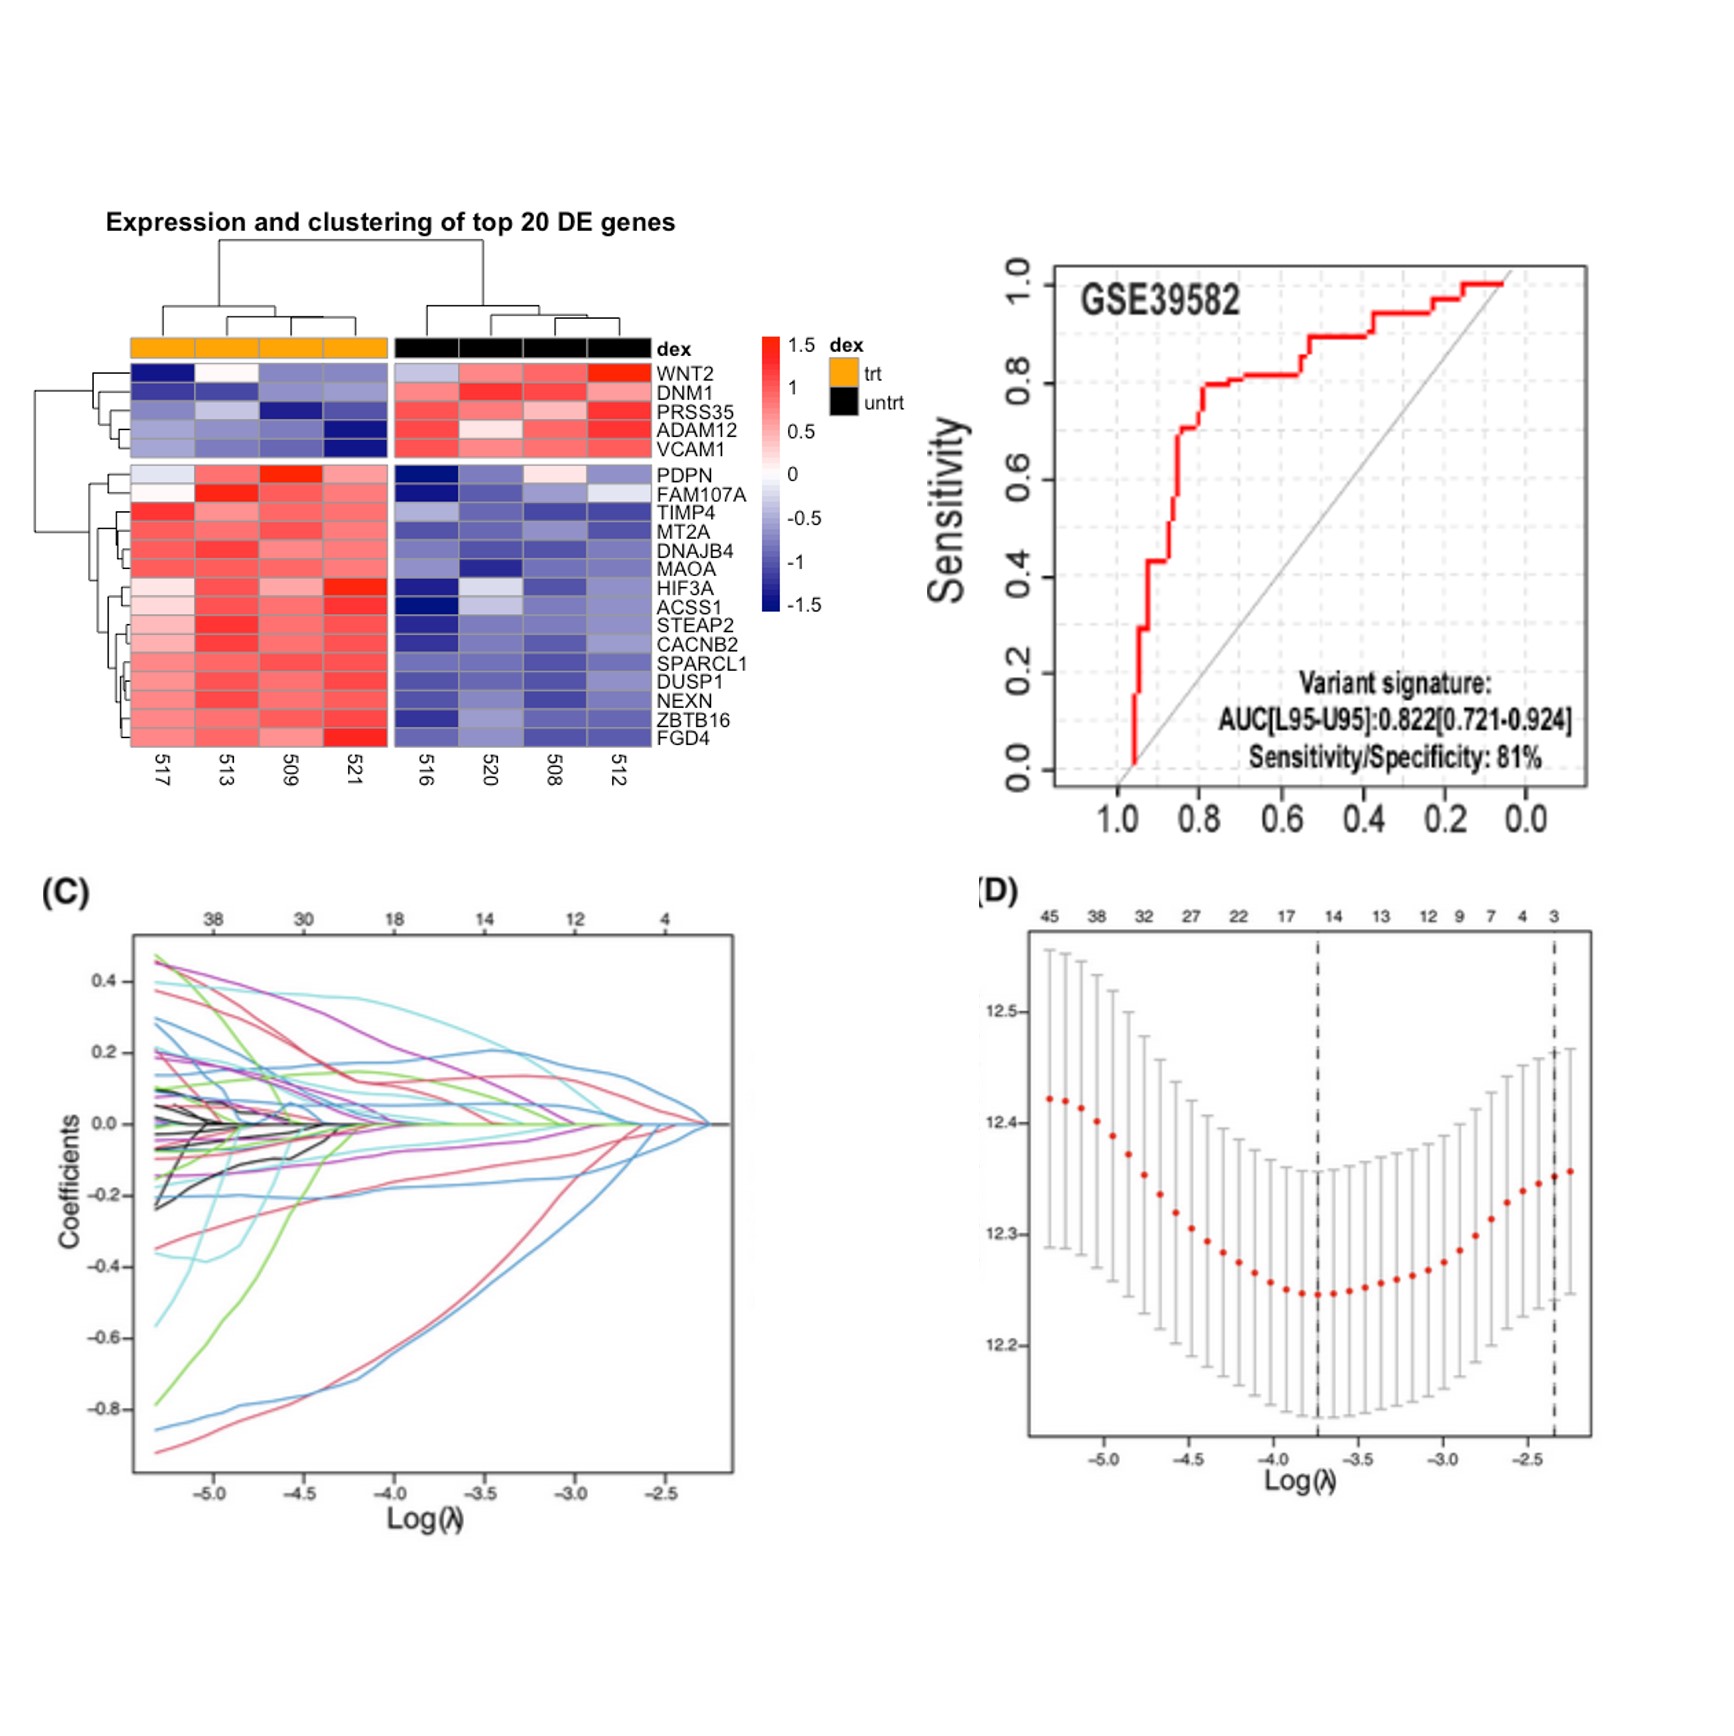 Expression and clustering of top 20 DE genes
dex
WNT2
DNM1
PRSS35
ADAM12
VCAM1
PDPN
FAM107A
TIMP4
MT2A
DNAJB4
MAOA
HIF3A
ACSS1
STEAP2
CACNB2
SPARCL1
DUSP1
NEXN
ZBTB16
FGD4
517 513 509 521 516 520 508 512
1.5
1
0.5
0
-0.5
-1
-1.5
dex
trt
untrt
GSE39582
Sensitivity
1.0
0.8
0.6
0.4
0.2
0.0
Variant signature:
AUC[L95-U95]:0.822[0.721-0.924]
Sensitivity/Specificity: 81%
1.0 0.8 0.6 0.4 0.2 0.0
(C)
38 30 18 14 12 4
Coefficients
0.4
0.2
0.0
−0.2
−0.4
−0.6
−0.8
−5.0 −4.5 −4.0 −3.5 −3.0 −2.5
Log(λ)
(D)
45 38 32 27 22 17 14 13 12 9 7 4 3
12.5
12.4
12.3
12.2
−5.0 −4.5 −4.0 −3.5 −3.0 −2.5
Log(λ)